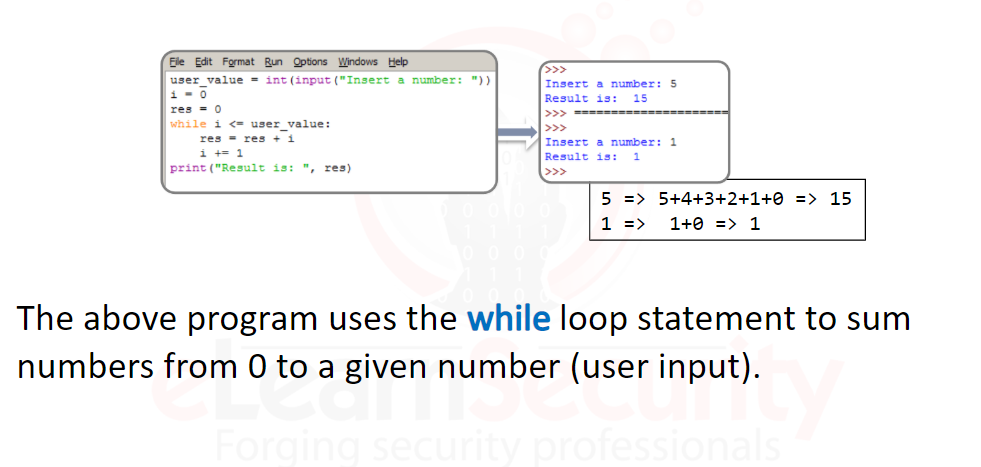 File Edit Format Run Options Windows Help
user_value = int(input("Insert a number: "))
i = 0
res = 0
while i <= user_value:
    res = res + i
    i += 1
print("Result is: ", res)
>>>
Insert a number: 5
Result is:  15
>>> ======================
>>>
Insert a number: 1
Result is:  1
>>>
5 => 5+4+3+2+1+0 => 15
1 =>  1+0 => 1
The above program uses the while loop statement to sum
numbers from 0 to a given number (user input).
eLearnSecurity
Forging security professionals